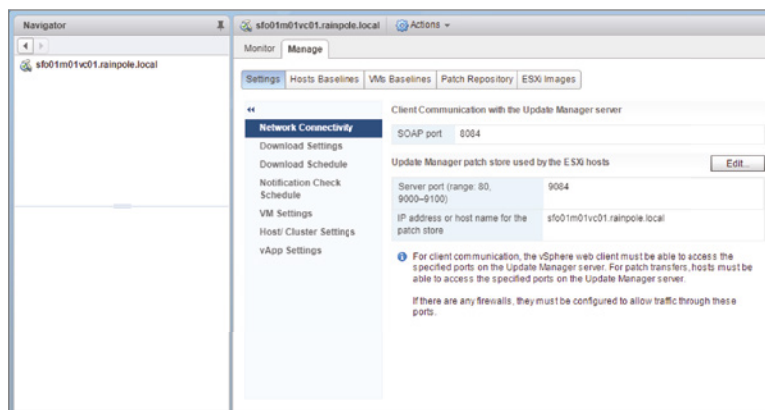 Navigator
sfo01m01vc01.rainpole.local
Actions
sfo01m01vc01.rainpole.local
Monitor
Manage
Settings
Hosts Baselines
VMs Baselines
Patch Repository
ESXi Images
Network Connectivity
Download Settings
Download Schedule
Notification Check
Schedule
VM Settings
Host/ Cluster Settings
vApp Settings
Client Communication with the Update Manager server
SOAP port
8084
Update Manager patch store used by the ESXi hosts
Edit...
Server port (range: 80,
9000–9100)
9084
IP address or host name for the
patch store
sfo01m01vc01.rainpole.local
For client communication, the vSphere web client must be able to access the
specified ports on the Update Manager server. For patch transfers, hosts must be
able to access the specified ports on the Update Manager server.
If there are any firewalls, they must be configured to allow traffic through these
ports.